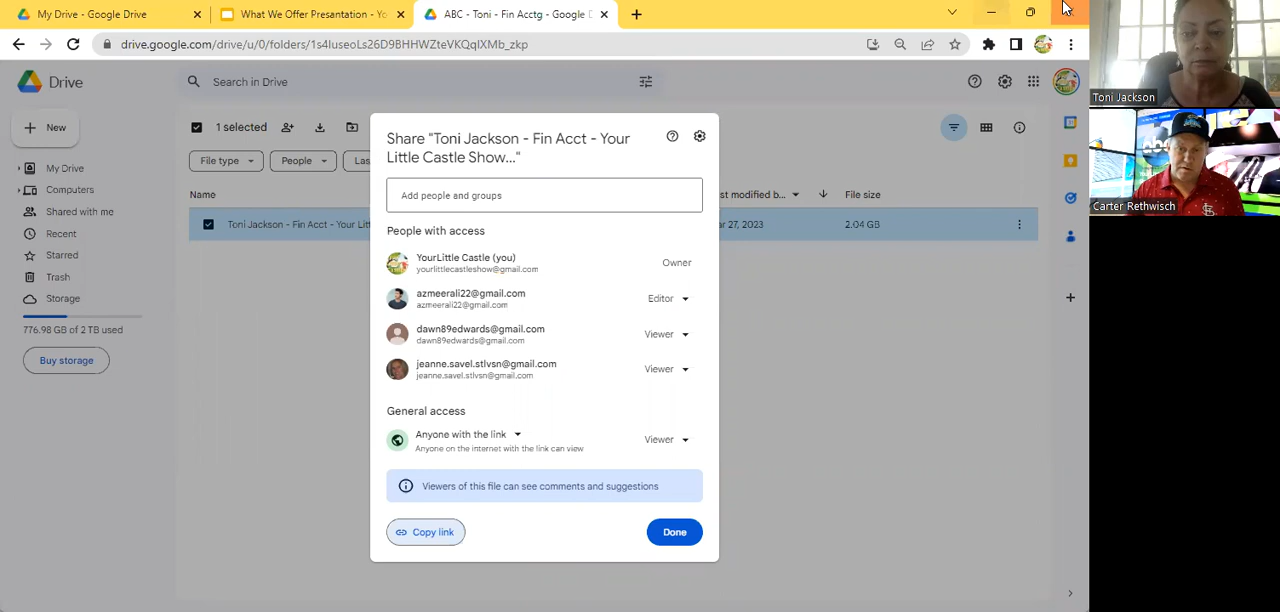 My Drive - Google Drive
What We Offer Presantation - Yo
ABC - Toni - Fin Acctg - Google D
drive.google.com/drive/u/0/folders/1s4IuseoLs26D9BHHWZteVKQqIXMb_zkp
Drive
Search in Drive
New
1 selected
My Drive
Computers
Shared with me
Recent
Starred
Trash
Storage
776.98 GB of 2 TB used
Buy storage
File type
People
Las
Name
st modified b...
File size
Toni Jackson - Fin Acct - Your Litt
ar 27, 2023
2.04 GB
Share "Toni Jackson - Fin Acct - Your
Little Castle Show..."
Add people and groups
People with access
YourLittle Castle (you)
yourlittlecastleshow@gmail.com
Owner
azmeerali22@gmail.com
azmeerali22@gmail.com
Editor
dawn89edwards@gmail.com
dawn89edwards@gmail.com
Viewer
jeanne.savel.stlvsn@gmail.com
jeanne.savel.stlvsn@gmail.com
Viewer
General access
Anyone with the link
Anyone on the internet with the link can view
Viewer
Viewers of this file can see comments and suggestions
Copy link
Done
Toni Jackson
abc
Carter Rethwisch